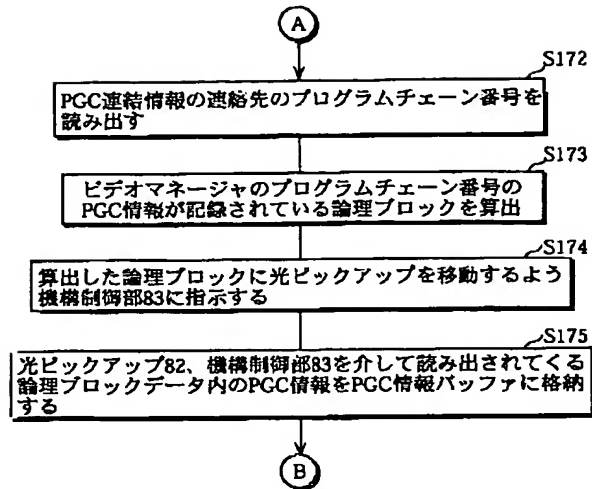 A
S172
PGC連結情報の連絡先のプログラムチェーン番号を
読み出す
S173
ビデオマネージャのプログラムチェーン番号の
PGC情報が記録されている論理ブロックを算出
S174
算出した論理ブロックに光ピックアップを移動するよう
機構制御部83に指示する
S175
光ピックアップ82、機構制御部83を介して読み出されてくる
論理ブロックデータ内のPGC情報をPGC情報バッファに格納
する
B